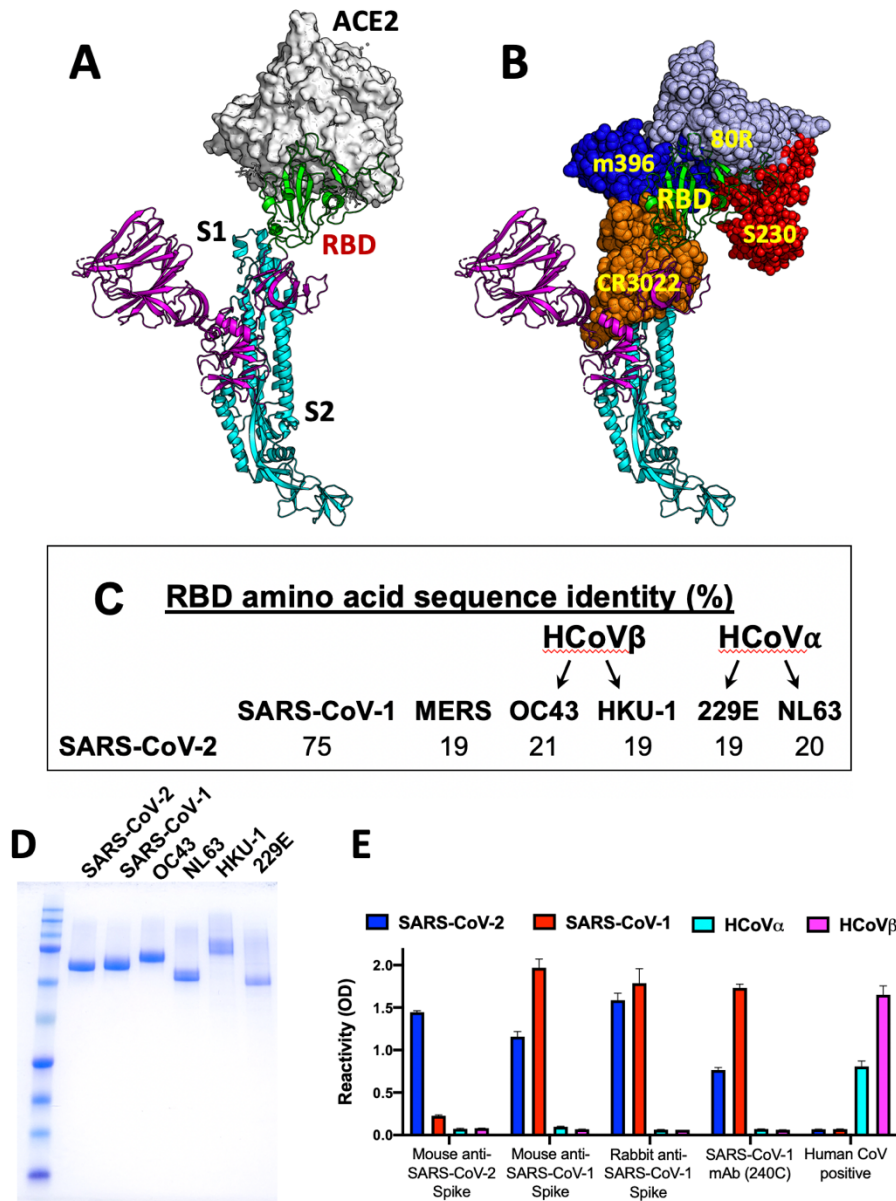 A
ACE2
S1
RBD
S2
B
80R
m396
RBD
S230
CR3022
C RBD amino acid sequence identity (%)
HCoVβ HCoVα
SARS-CoV-1 MERS OC43 HKU-1 229E NL63
SARS-CoV-2 75 19 21 19 19 20
D
SARS-CoV-2
SARS-CoV-1
OC43
NL63
HKU-1
229E
E
SARS-CoV-2 SARS-CoV-1 HCoVα HCoVβ
Reactivity (OD)
2.0
1.5
1.0
0.5
0.0
Mouse anti-
SARS-CoV-2
Spike
Mouse anti-
SARS-CoV-1
Spike
Rabbit anti-
SARS-CoV-1
Spike
SARS-CoV-1
mAb (240C)
Human CoV
positive